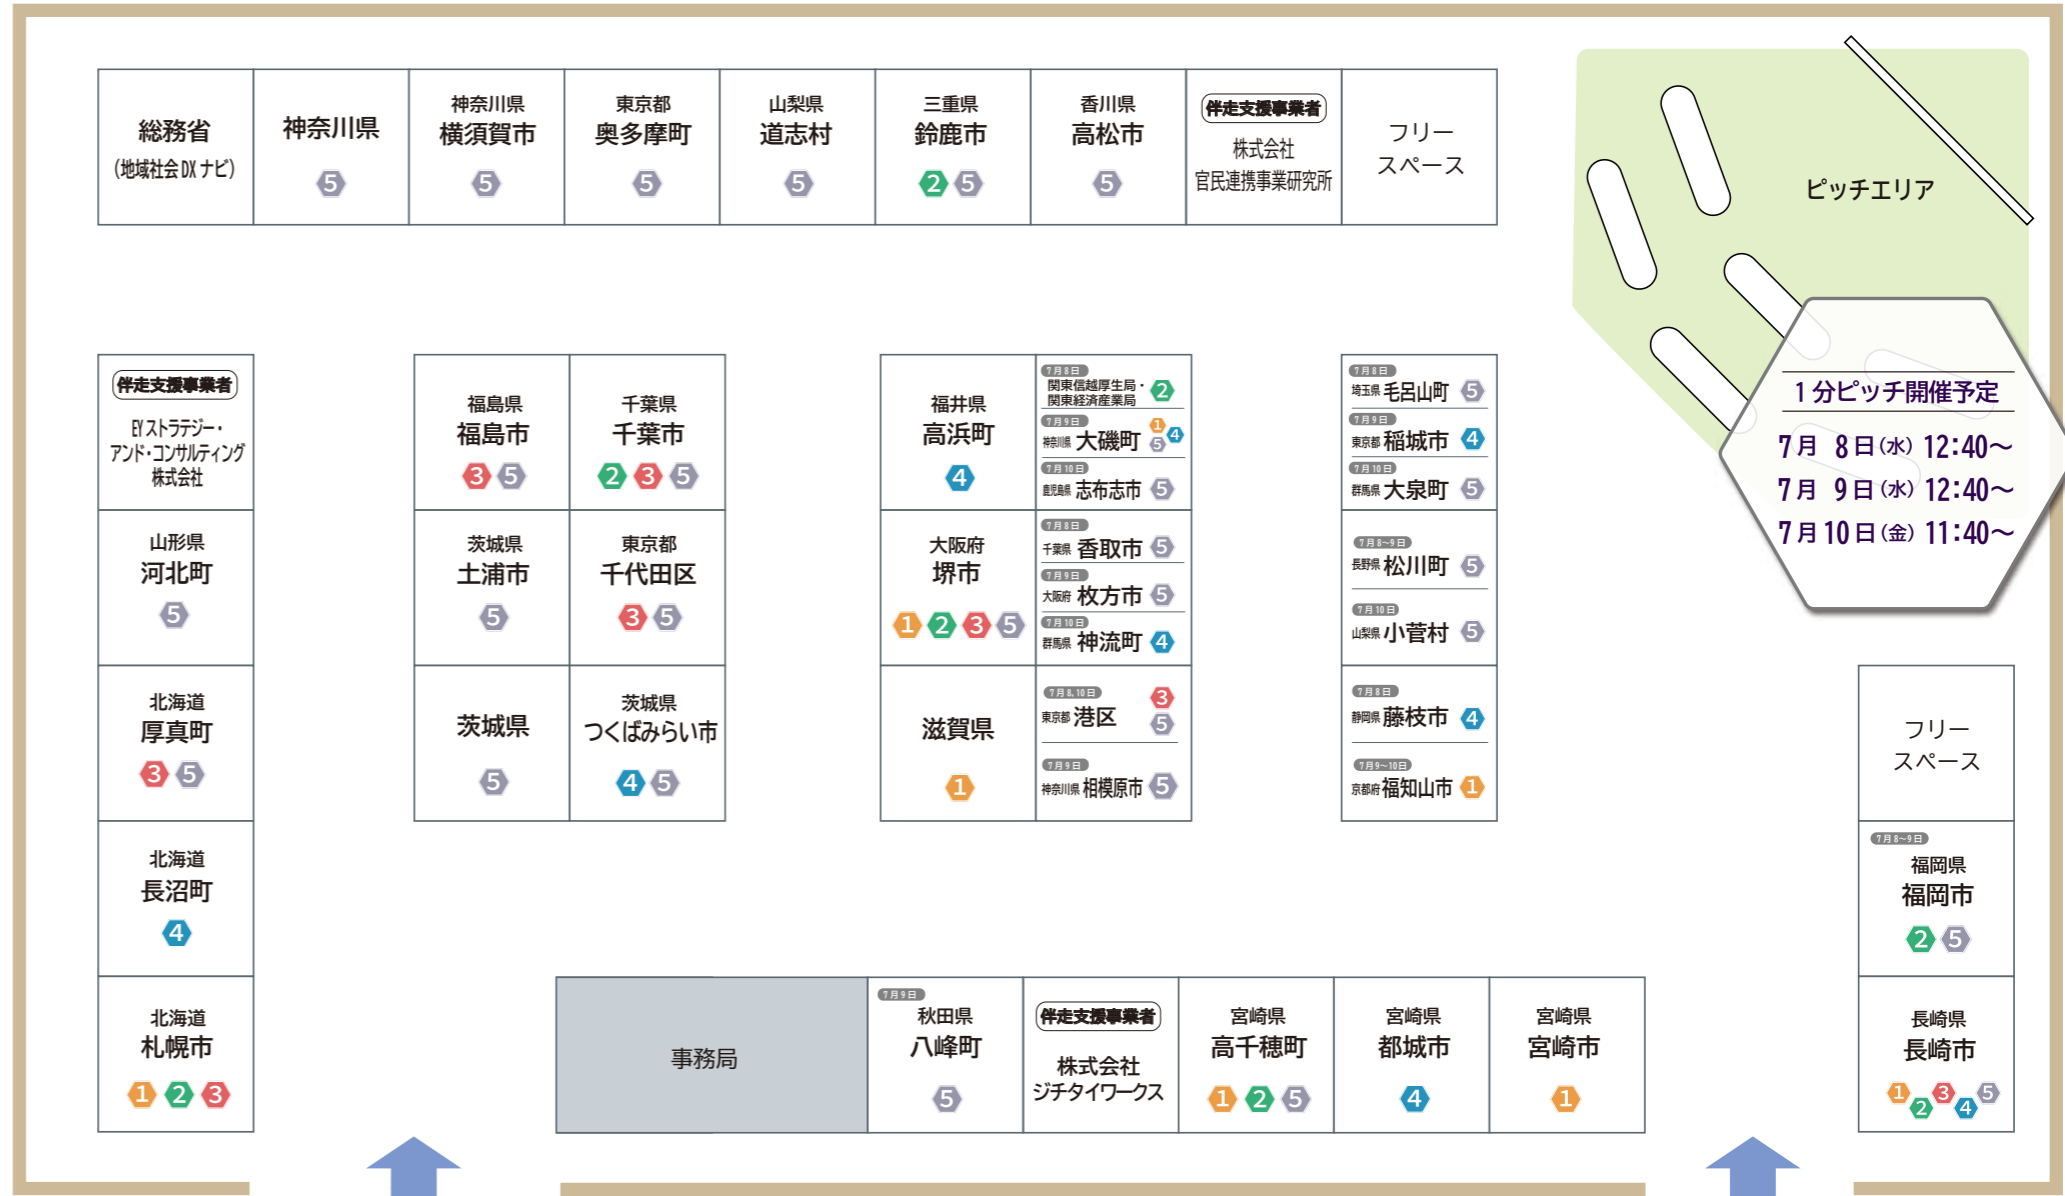 総務省
(地域社会DXナビ)
神奈川県
5
神奈川県
横須賀市
5
東京都
奥多摩町
5
山梨県
道志村
5
三重県
鈴鹿市
2 5
香川県
高松市
5
伴走支援事業者
株式会社
官民連携事業研究所
フリー
スペース
ピッチエリア
1分ピッチ開催予定
7月 8日(水) 12:40～
7月 9日(水) 12:40～
7月10日(金) 11:40～
伴走支援事業者
EYストラテジー・
アンド・コンサルティング
株式会社
山形県
河北町
5
北海道
厚真町
3 5
北海道
長沼町
4
北海道
札幌市
1 2 3
福島県
福島市
3 5
千葉県
千葉市
2 3 5
茨城県
土浦市
5
東京都
千代田区
3 5
茨城県
5
茨城県
つくばみらい市
4 5
福井県
高浜町
4
7月8日
関東信越厚生局・
関東経済産業局 2
7月9日
神奈川県 大磯町 1 5 4
7月10日
鹿児島県 志布志市 5
大阪府
堺市
1 2 3 5
7月8日
千葉県 香取市 5
7月9日
大阪府 枚方市 5
7月10日
群馬県 神流町 4
滋賀県
1
7月8,10日
東京都 港区 3 5
7月9日
神奈川県 相模原市 5
7月8日
埼玉県 毛呂山町 5
7月9日
東京都 稲城市 4
7月10日
群馬県 大泉町 5
7月8～9日
長野県 松川町 5
7月10日
山梨県 小菅村 5
7月8日
静岡県 藤枝市 4
7月9～10日
京都府 福知山市 1
フリー
スペース
7月8～9日
福岡県
福岡市
2 5
長崎県
長崎市
1 2 3 4 5
事務局
7月9日
秋田県
八峰町
5
伴走支援事業者
株式会社
ジチタイワークス
宮崎県
高千穂町
1 2 5
宮崎県
都城市
4
宮崎県
宮崎市
1